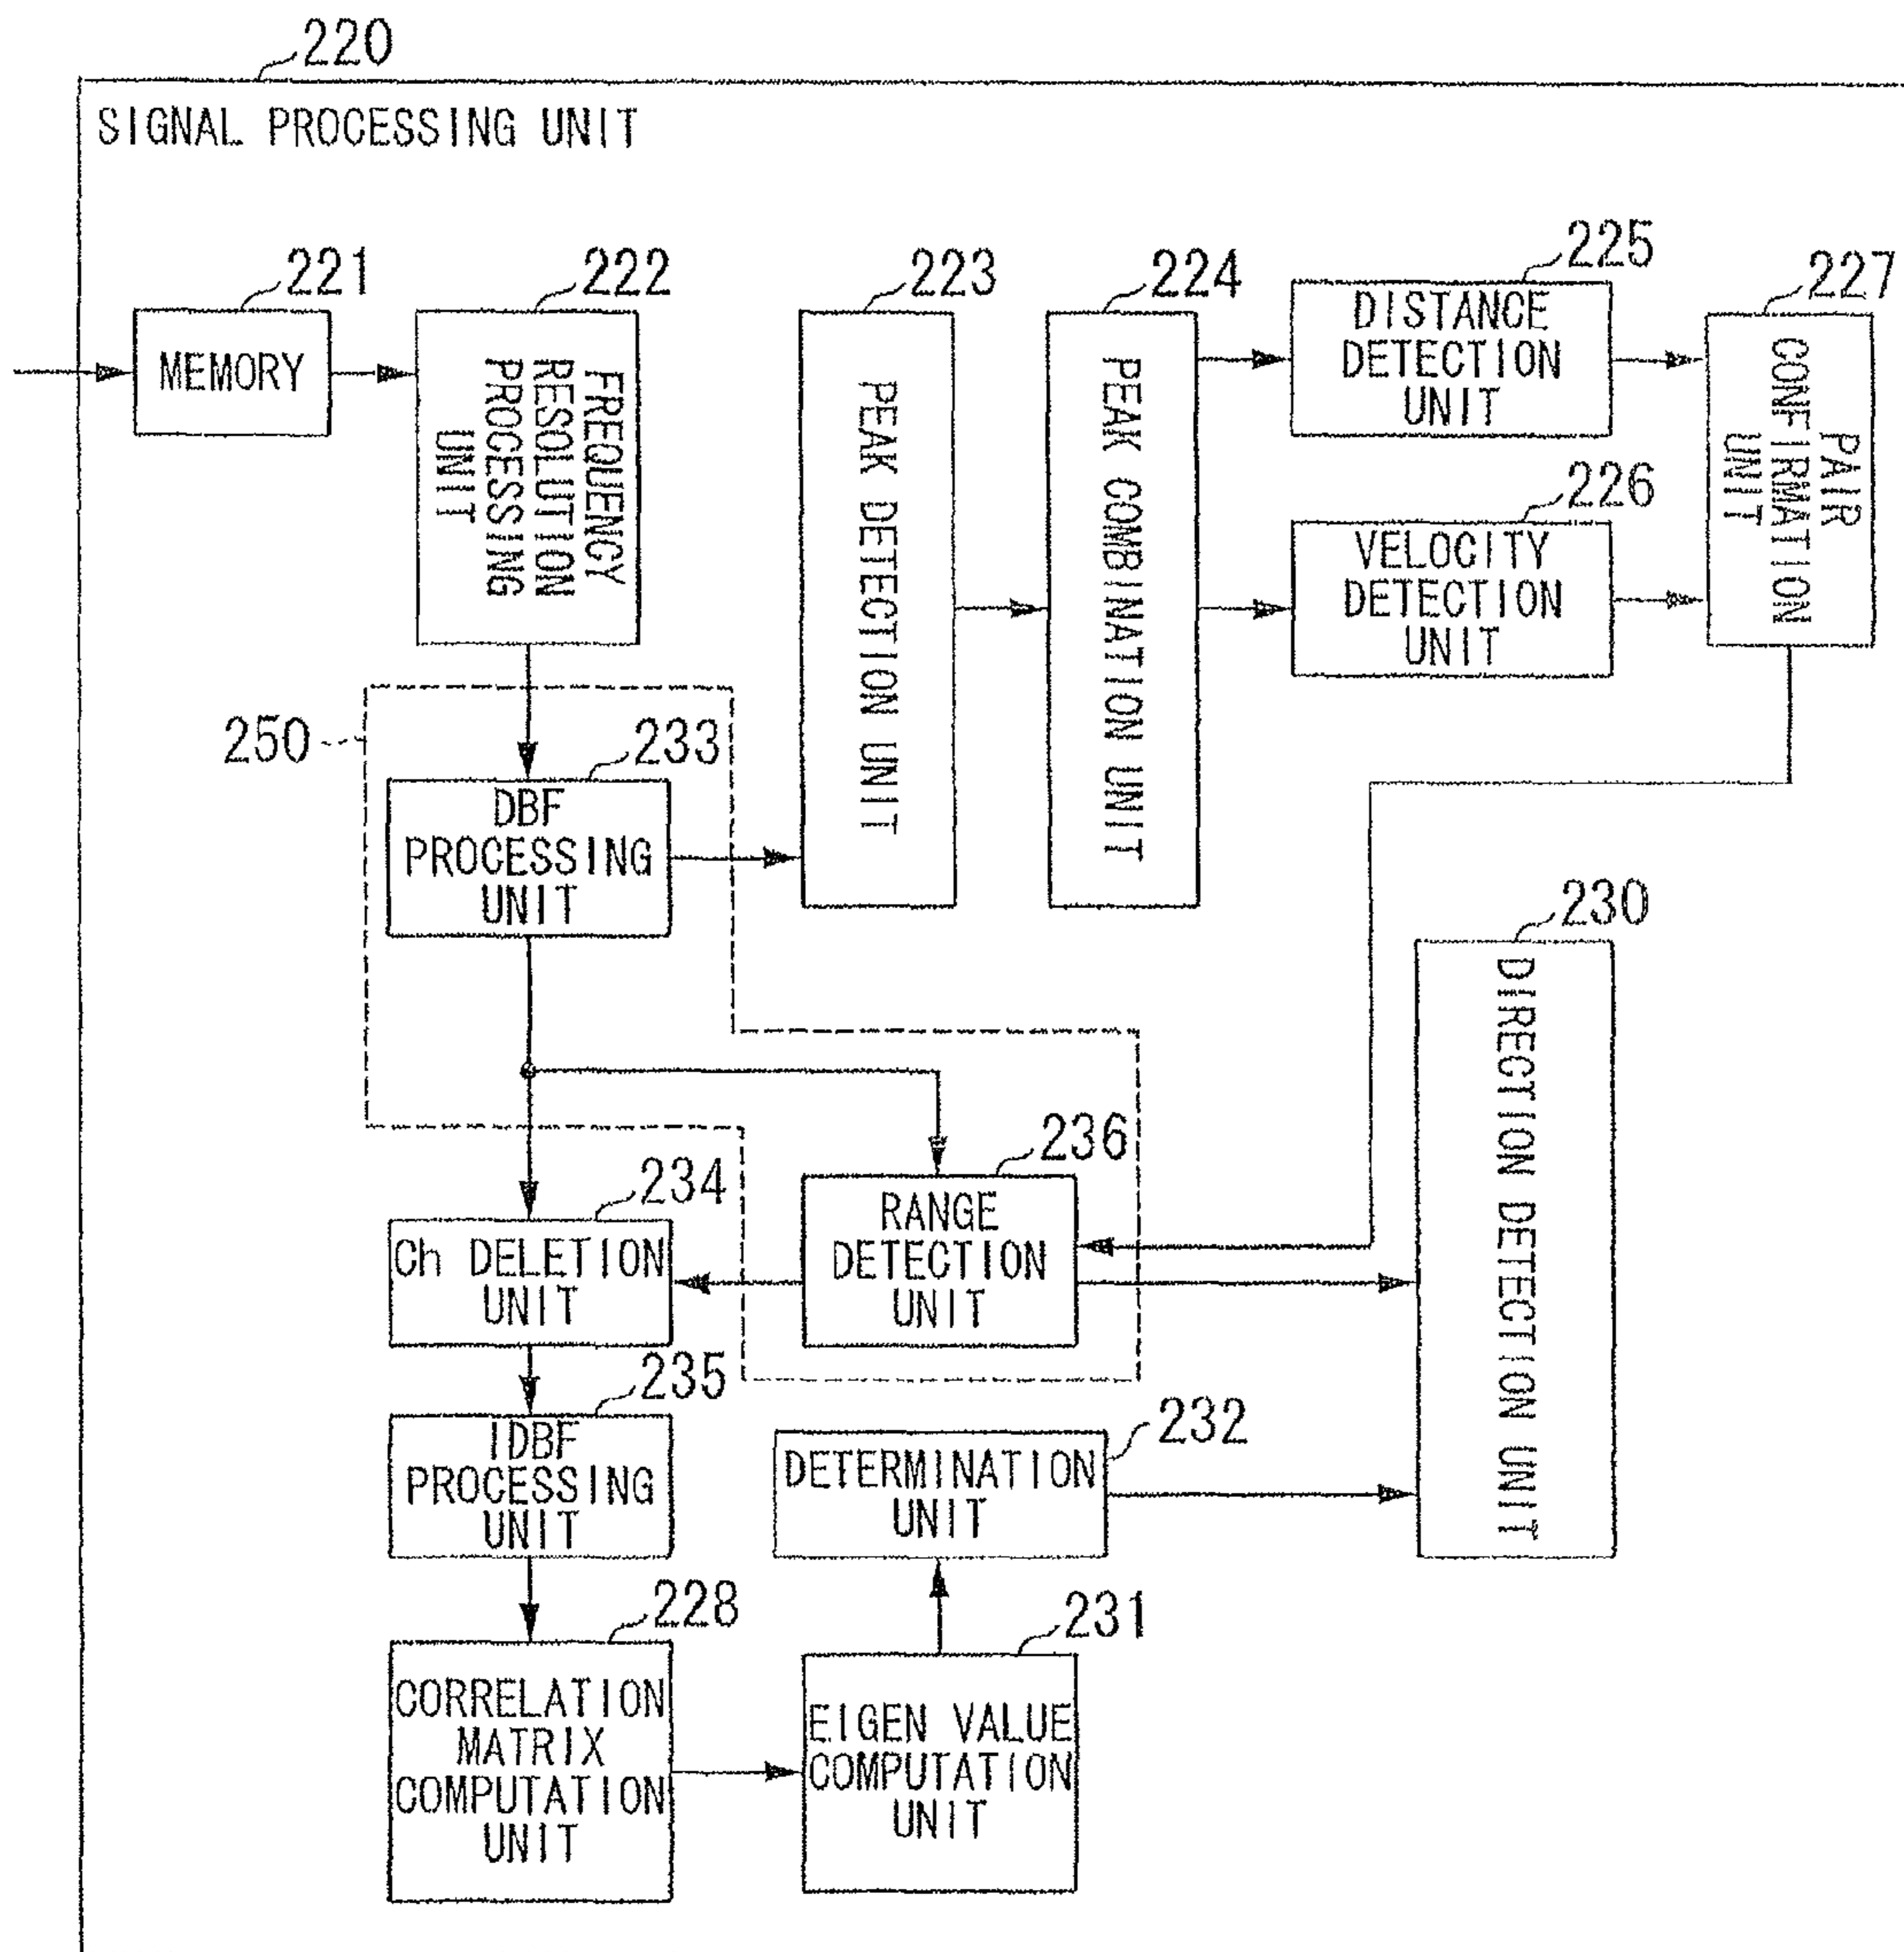 220
SIGNAL PROCESSING UNIT
221
MEMORY
222
FREQUENCY
RESOLUTION
PROCESSING
UNIT
223
PEAK DETECTION UNIT
224
PEAK COMBINATION UNIT
225
DISTANCE
DETECTION
UNIT
226
VELOCITY
DETECTION
UNIT
227
PAIR
CONFIRMATION
UNIT
250
233
DBF
PROCESSING
UNIT
230
DIRECTION DETECTION UNIT
234
Ch DELETION
UNIT
236
RANGE
DETECTION
UNIT
235
IDBF
PROCESSING
UNIT
232
DETERMINATION
UNIT
228
CORRELATION
MATRIX
COMPUTATION
UNIT
231
EIGEN VALUE
COMPUTATION
UNIT